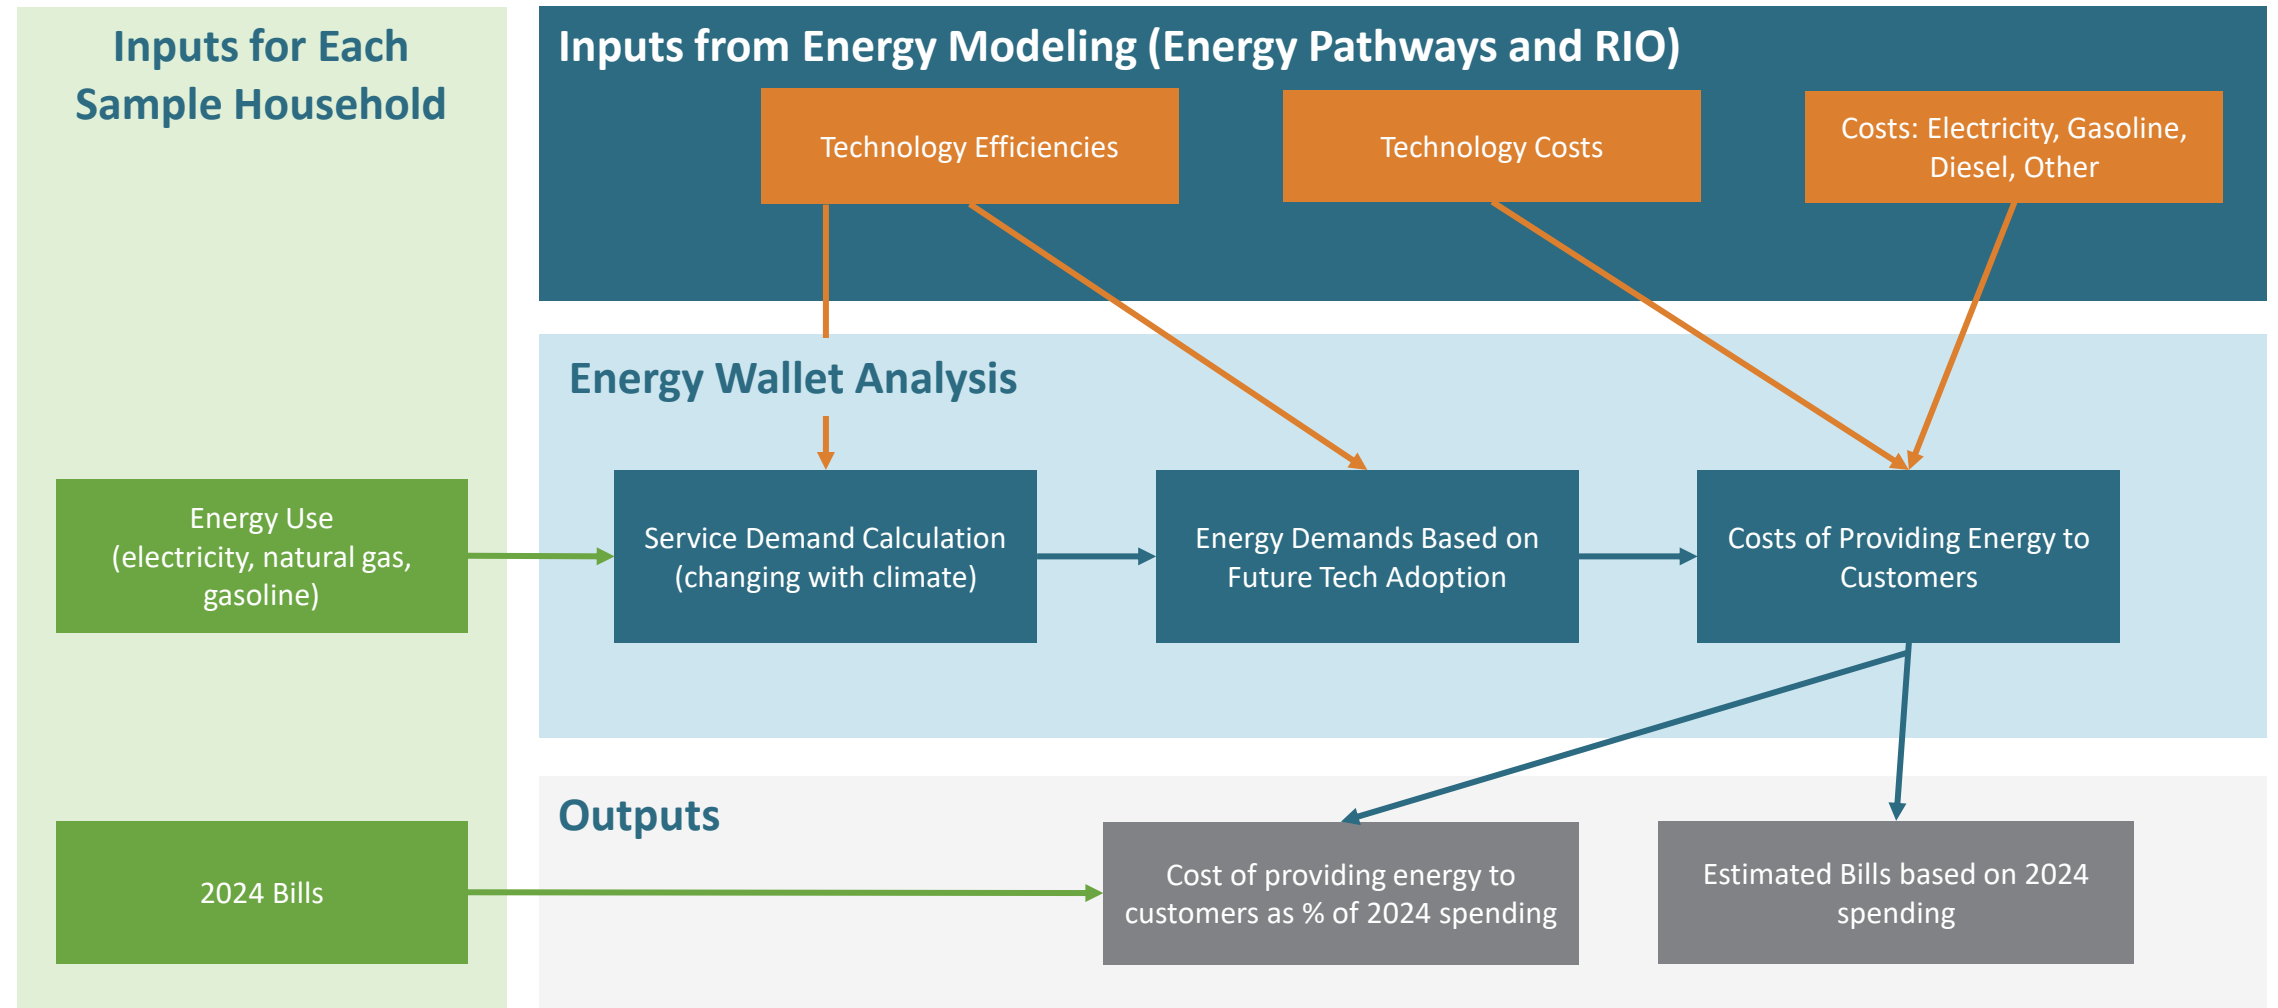 Inputs for Each
Sample Household
Inputs from Energy Modeling (Energy Pathways and RIO)
Technology Efficiencies
Technology Costs
Costs: Electricity, Gasoline,
Diesel, Other
Energy Wallet Analysis
Energy Use
(electricity, natural gas,
gasoline)
Service Demand Calculation
(changing with climate)
Energy Demands Based on
Future Tech Adoption
Costs of Providing Energy to
Customers
Outputs
2024 Bills
Cost of providing energy to
customers as % of 2024 spending
Estimated Bills based on 2024
spending